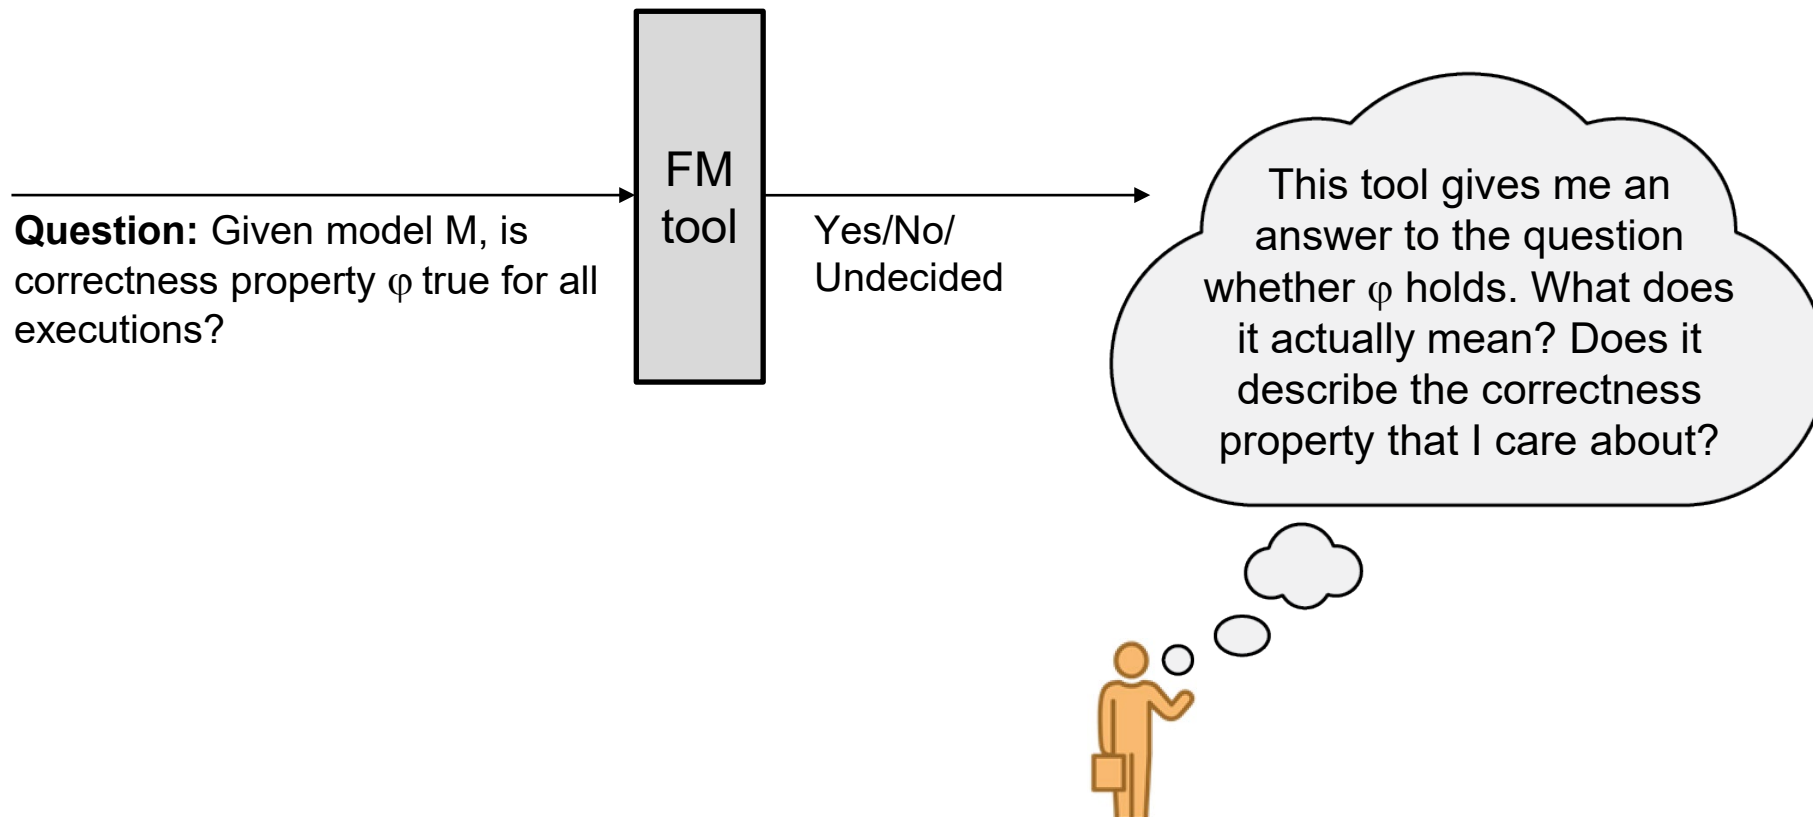 Question: Given model M, is
correctness property φ true for all
executions?
FM
tool
Yes/No/
Undecided
This tool gives me an
answer to the question
whether φ holds. What does
it actually mean? Does it
describe the correctness
property that I care about?